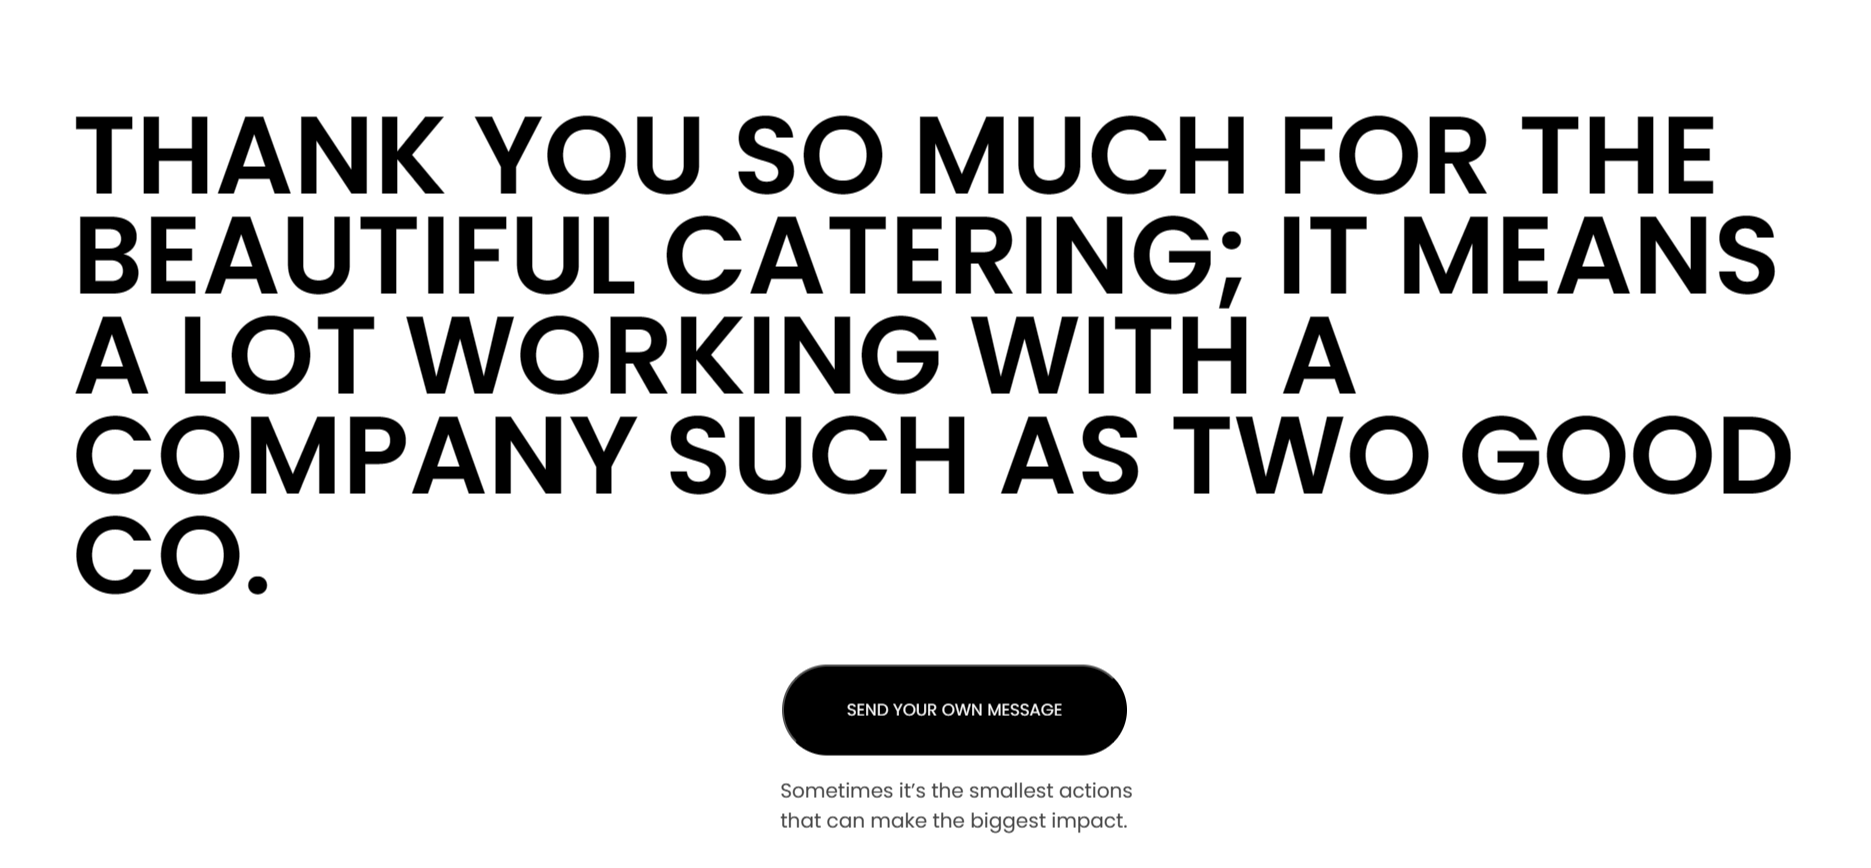 THANK YOU SO MUCH FOR THE
BEAUTIFUL CATERING; IT MEANS
A LOT WORKING WITH A
COMPANY SUCH AS TWO GOOD
CO.
SEND YOUR OWN MESSAGE
Sometimes it's the smallest actions
that can make the biggest impact.